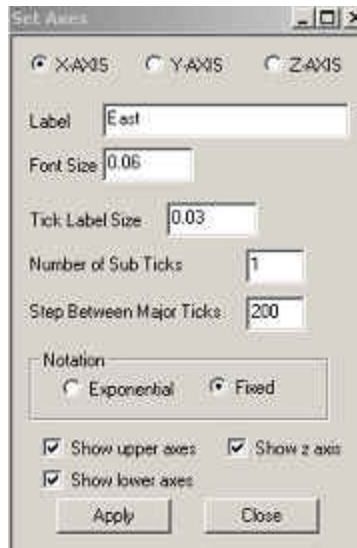 Set Axes
X-AXIS Y-AXIS Z-AXIS
Label East
Font Size 0.06
Tick Label Size 0.03
Number of Sub Ticks 1
Step Between Major Ticks 200
Notation
Exponential Fixed
Show upper axes Show z axis
Show lower axes
Apply Close